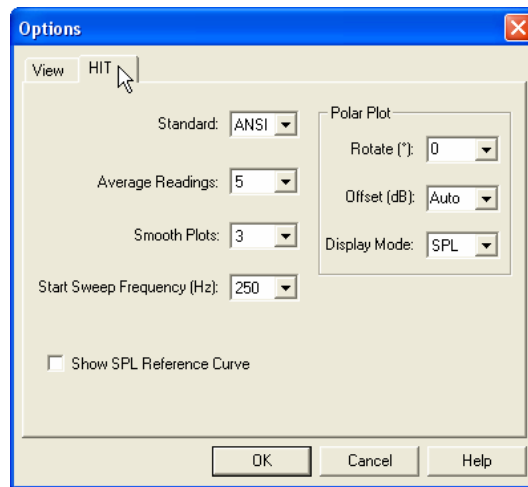 Options
View HIT
Standard: ANSI
Average Readings: 5
Smooth Plots: 3
Start Sweep Frequency (Hz): 250
Show SPL Reference Curve
Polar Plot
Rotate (°): 0
Offset (dB): Auto
Display Mode: SPL
OK Cancel Help